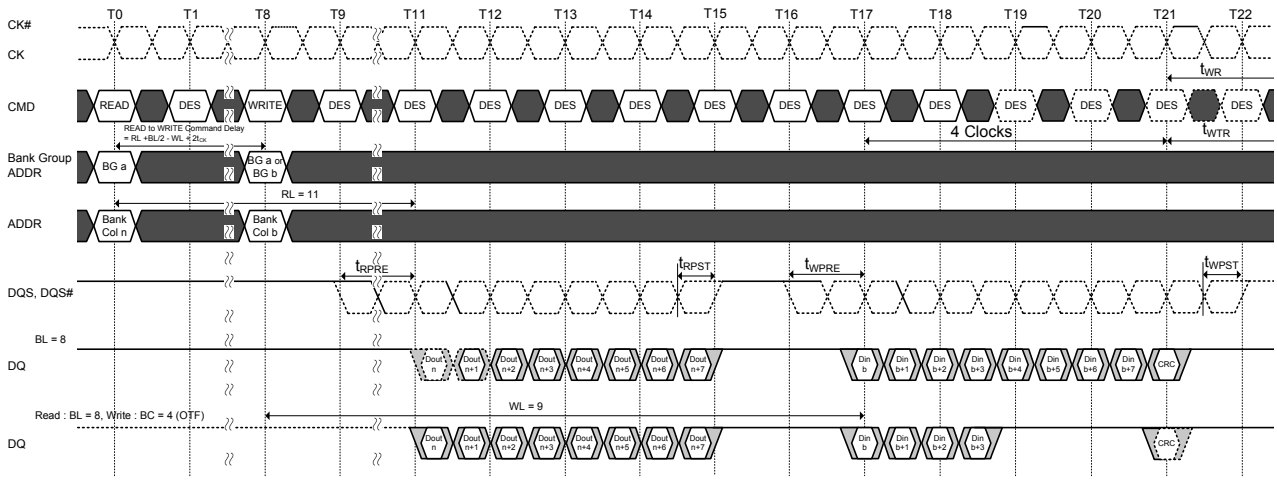 T0 T1 T8 T9 T11 T12 T13 T14 T15 T16 T17 T18 T19 T20 T21 T22
CK#
CK
tWR
CMD READ DES WRITE DES DES DES DES DES DES DES DES DES DES DES DES DES
READ to WRITE Command Delay
= RL +BL/2 - WL + 2tCK
4 Clocks
tWTR
Bank Group
ADDR
BG a
BG a or
BG b
RL = 11
ADDR
Bank
Col n
Bank
Col b
tRPRE tRPST tWPRE tWPST
DQS, DQS#
BL = 8
DQ
Dout
n
Dout
n+1
Dout
n+2
Dout
n+3
Dout
n+4
Dout
n+5
Dout
n+6
Dout
n+7
Din
b
Din
b+1
Din
b+2
Din
b+3
Din
b+4
Din
b+5
Din
b+6
Din
b+7
CRC
Read : BL = 8, Write : BC = 4 (OTF)
WL = 9
DQ
Dout
n
Dout
n+1
Dout
n+2
Dout
n+3
Dout
n+4
Dout
n+5
Dout
n+6
Dout
n+7
Din
b
Din
b+1
Din
b+2
Din
b+3
CRC